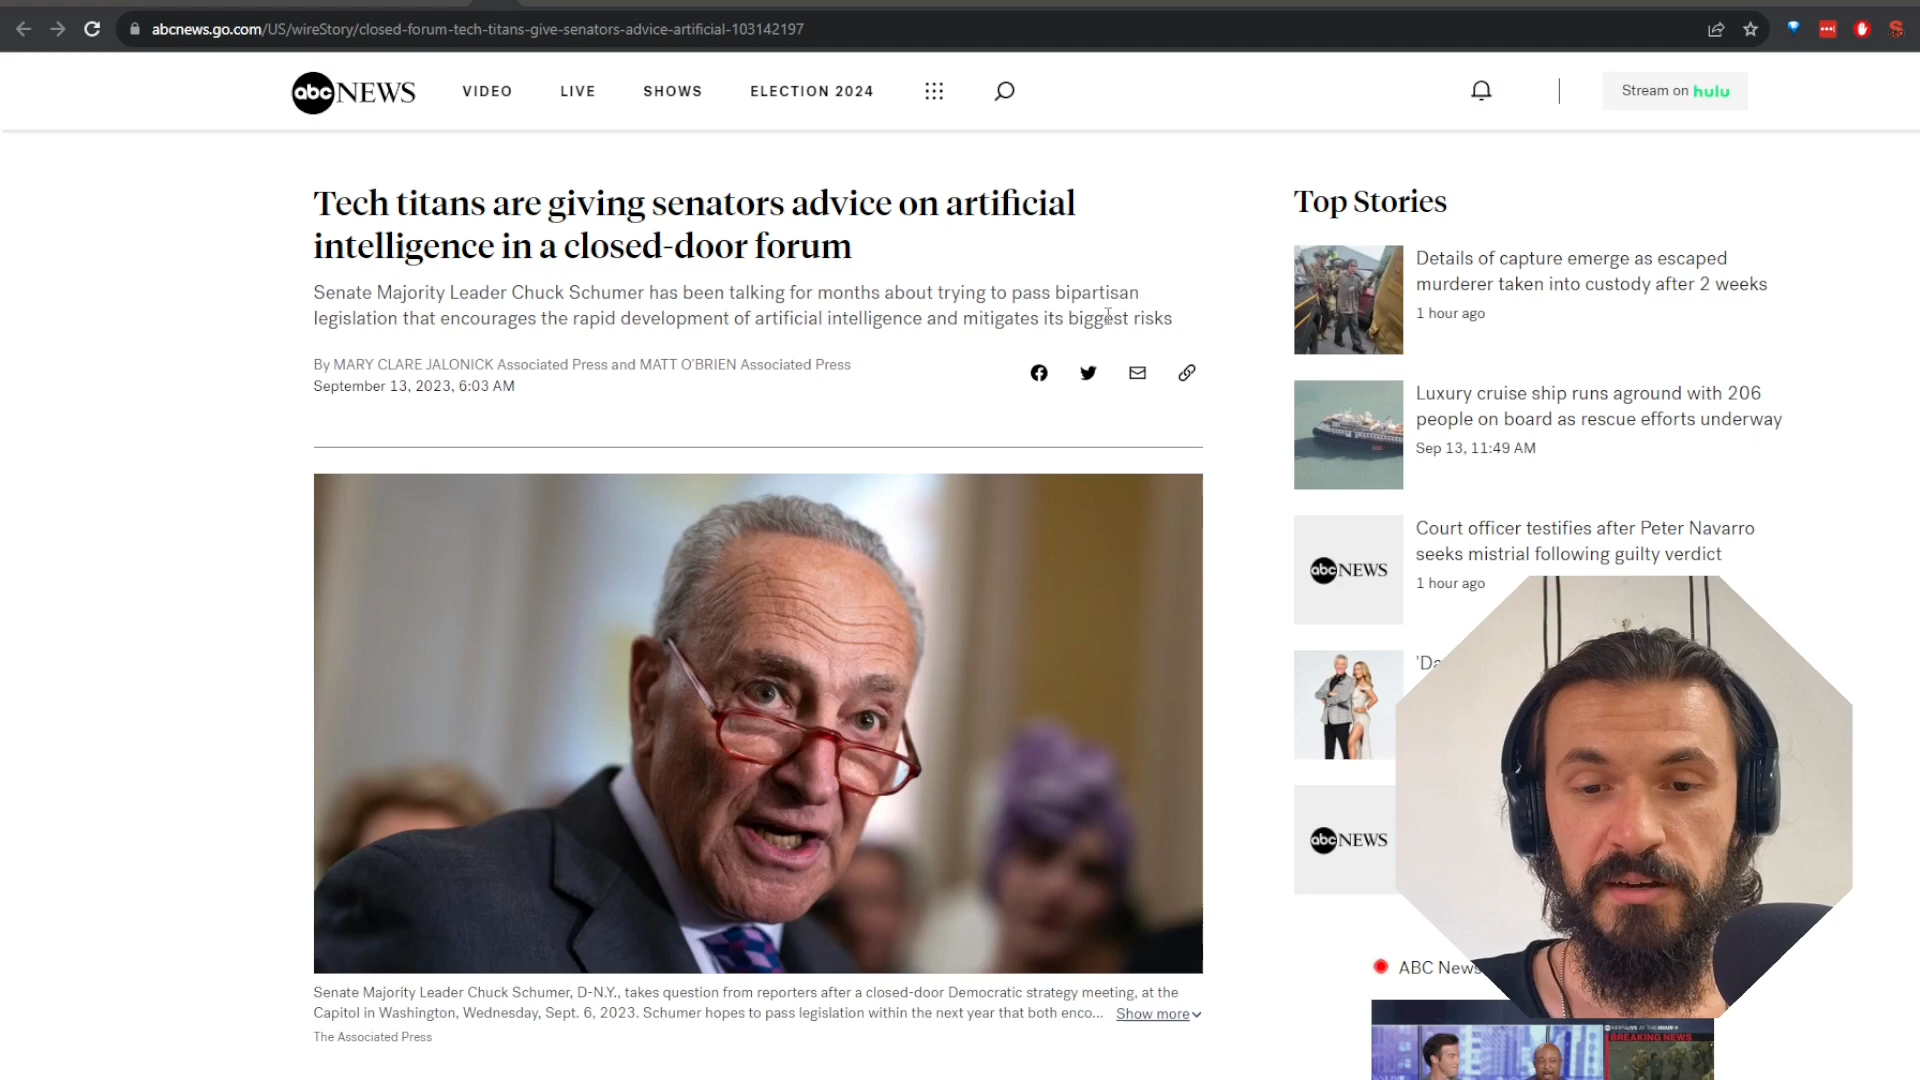 abcnews.go.com/US/wireStory/closed-forum-tech-titans-give-senators-advice-artificial-103142197
abc NEWS
VIDEO
LIVE
SHOWS
ELECTION 2024
Stream on hulu
Tech titans are giving senators advice on artificial
intelligence in a closed-door forum
Senate Majority Leader Chuck Schumer has been talking for months about trying to pass bipartisan
legislation that encourages the rapid development of artificial intelligence and mitigates its biggest risks
By MARY CLARE JALONICK Associated Press and MATT O'BRIEN Associated Press
September 13, 2023, 6:03 AM
Senate Majority Leader Chuck Schumer, D-N.Y., takes question from reporters after a closed-door Democratic strategy meeting, at the
Capitol in Washington, Wednesday, Sept. 6, 2023. Schumer hopes to pass legislation within the next year that both enco... Show more
The Associated Press
Top Stories
Details of capture emerge as escaped
murderer taken into custody after 2 weeks
1 hour ago
Luxury cruise ship runs aground with 206
people on board as rescue efforts underway
Sep 13, 11:49 AM
abc NEWS
Court officer testifies after Peter Navarro
seeks mistrial following guilty verdict
1 hour ago
'Da
abc NEWS
ABC News
BREAKING NEWS